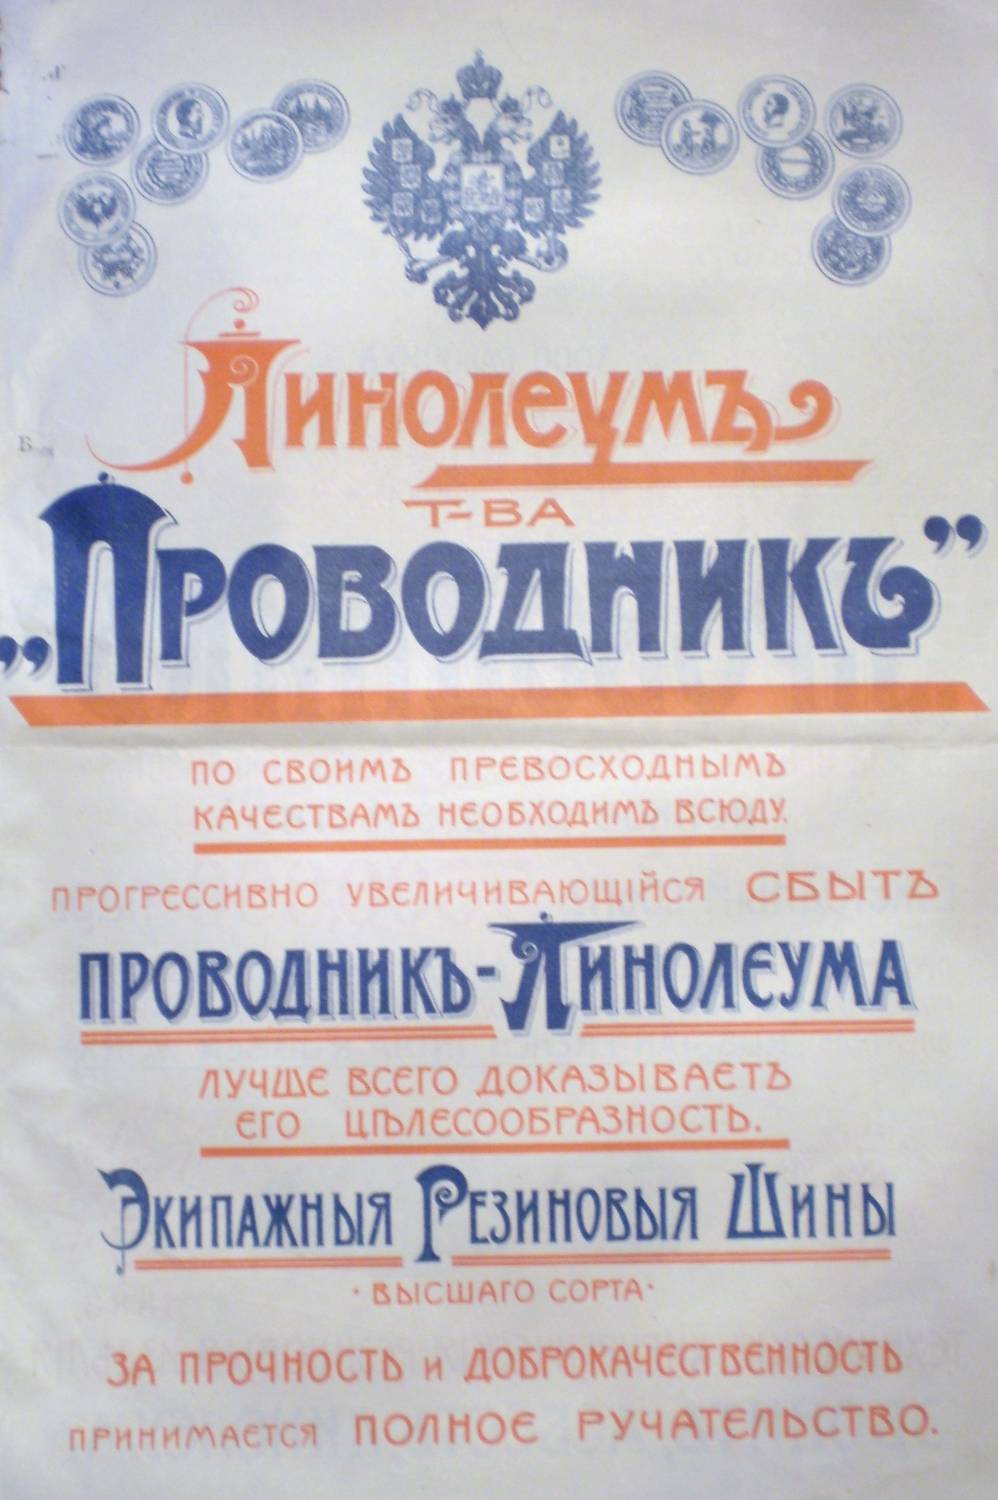 Линолеумъ
Т-ВА
„Проводникъ”
ПО СВОИМЪ ПРЕВОСХОДНЫМЪ
КАЧЕСТВАМЪ НЕОБХОДИМЪ ВСЮДУ.
ПРОГРЕССИВНО УВЕЛИЧИВАЮЩІЙСЯ СБЫТЪ
ПРОВОДНИКЪ-ЛИНОЛЕУМА
ЛУЧШЕ ВСЕГО ДОКАЗЫВАЕТЪ
ЕГО ЦѢЛЕСООБРАЗНОСТЬ.
ЭКИПАЖНЫЯ РЕЗИНОВЫЯ ШИНЫ
·ВЫСШАГО СОРТА·
ЗА ПРОЧНОСТЬ и ДОБРОКАЧЕСТВЕННОСТЬ
ПРИНИМАЕТСЯ ПОЛНОЕ РУЧАТЕЛЬСТВО.